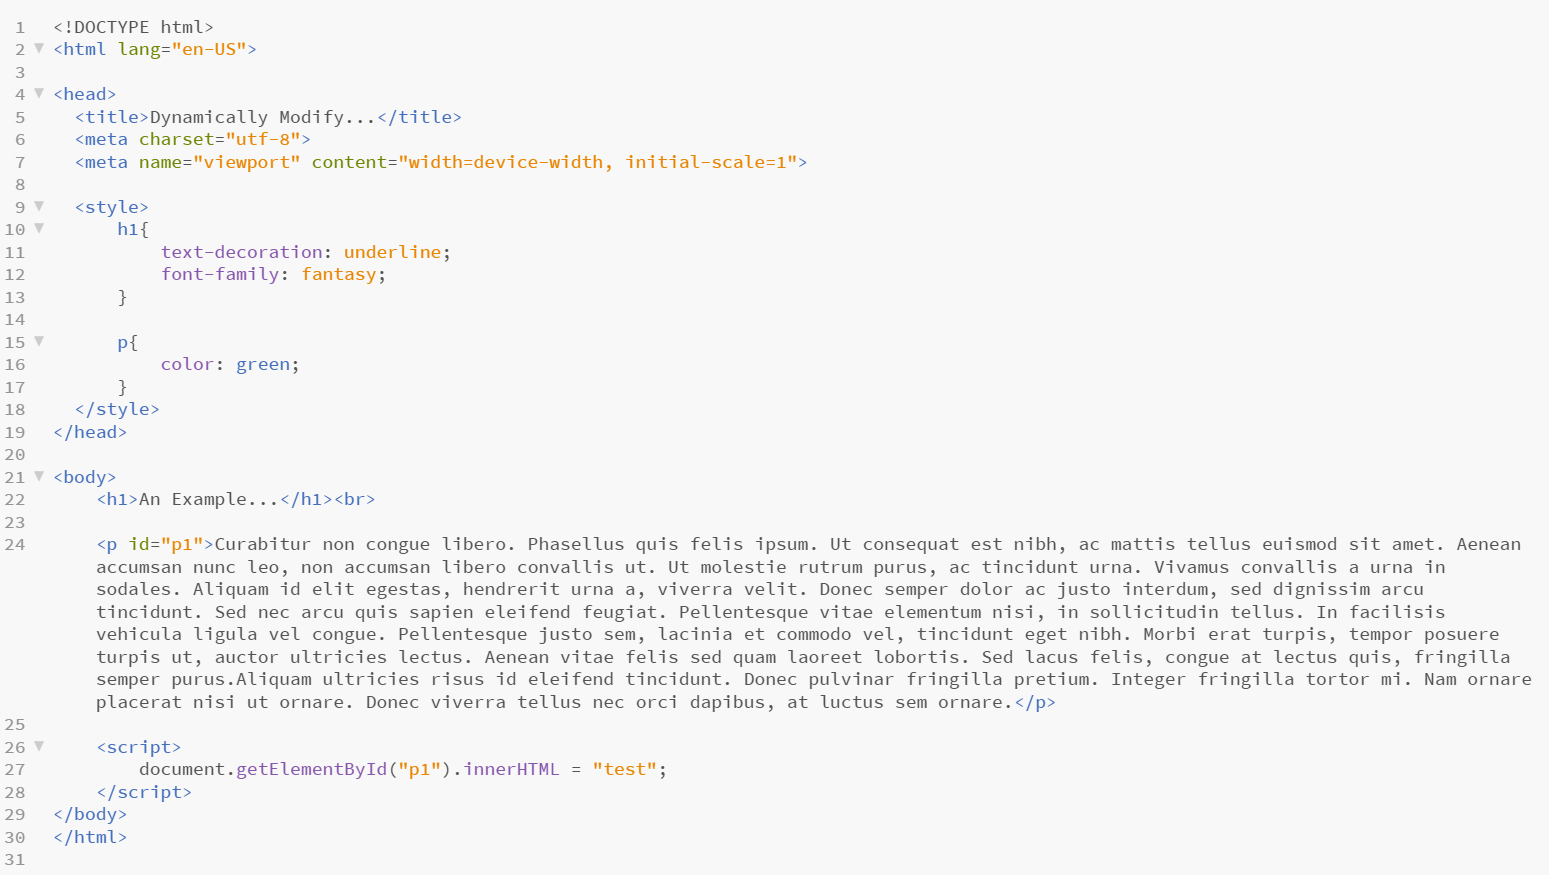 1 <!DOCTYPE html>
2 <html lang="en-US">
3
4 <head>
5 <title>Dynamically Modify...</title>
6 <meta charset="utf-8">
7 <meta name="viewport" content="width=device-width, initial-scale=1">
8
9 <style>
10 h1{
11 text-decoration: underline;
12 font-family: fantasy;
13 }
14
15 p{
16 color: green;
17 }
18 </style>
19 </head>
20
21 <body>
22 <h1>An Example...</h1><br>
23
24 <p id="p1">Curabitur non congue libero. Phasellus quis felis ipsum. Ut consequat est nibh, ac mattis tellus euismod sit amet. Aenean
accumsan nunc leo, non accumsan libero convallis ut. Ut molestie rutrum purus, ac tincidunt urna. Vivamus convallis a urna in
sodales. Aliquam id elit egestas, hendrerit urna a, viverra velit. Donec semper dolor ac justo interdum, sed dignissim arcu
tincidunt. Sed nec arcu quis sapien eleifend feugiat. Pellentesque vitae elementum nisi, in sollicitudin tellus. In facilisis
vehicula ligula vel congue. Pellentesque justo sem, lacinia et commodo vel, tincidunt eget nibh. Morbi erat turpis, tempor posuere
turpis ut, auctor ultricies lectus. Aenean vitae felis sed quam laoreet lobortis. Sed lacus felis, congue at lectus quis, fringilla
semper purus.Aliquam ultricies risus id eleifend tincidunt. Donec pulvinar fringilla pretium. Integer fringilla tortor mi. Nam ornare
placerat nisi ut ornare. Donec viverra tellus nec orci dapibus, at luctus sem ornare.</p>
25
26 <script>
27 document.getElementById("p1").innerHTML = "test";
28 </script>
29 </body>
30 </html>
31